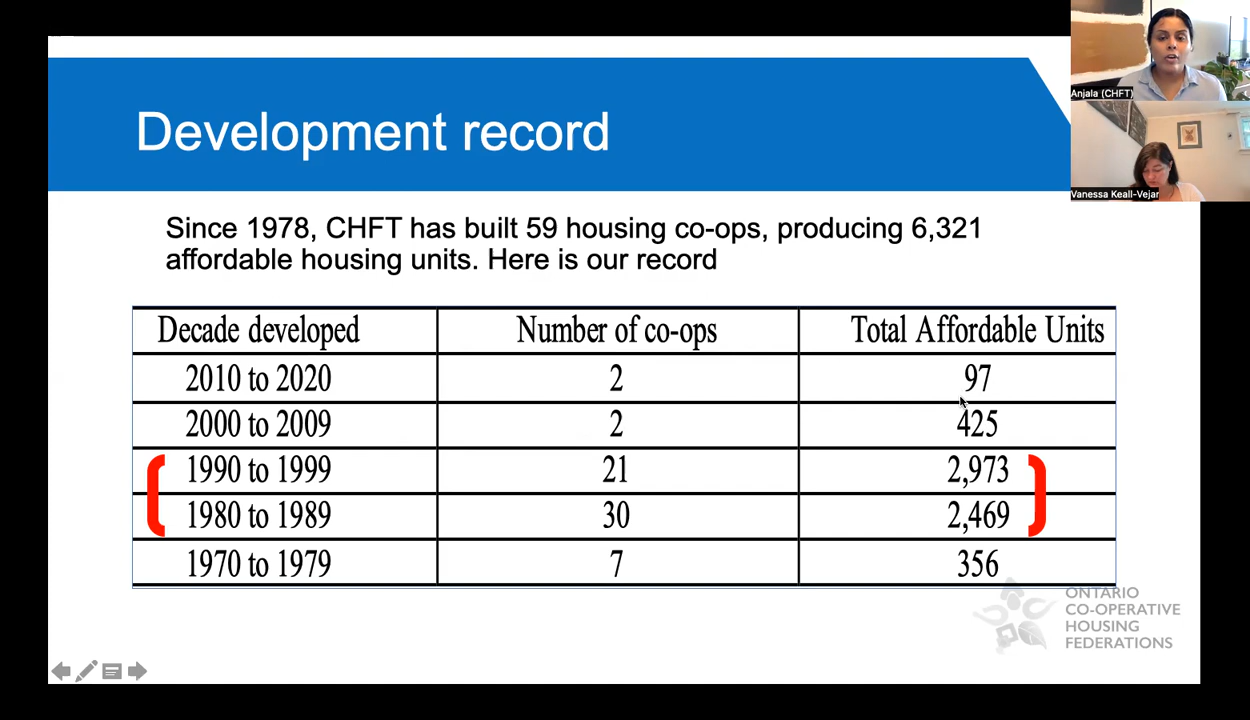 Development record
Anjala (CHFT)
Vanessa Keall-Vejar
Since 1978, CHFT has built 59 housing co-ops, producing 6,321
affordable housing units. Here is our record
Decade developed Number of co-ops Total Affordable Units
2010 to 2020 2 97
2000 to 2009 2 425
1990 to 1999 21 2,973
1980 to 1989 30 2,469
1970 to 1979 7 356
ONTARIO
CO-OPERATIVE
HOUSING
FEDERATIONS